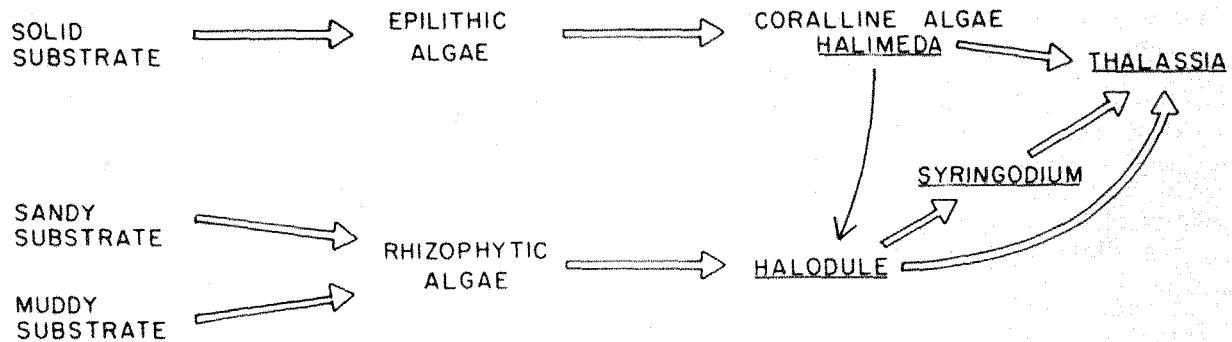 SOLID
SUBSTRATE
EPILITHIC
ALGAE
CORALLINE ALGAE
HALIMEDA
THALASSIA
SYRINGODIUM
SANDY
SUBSTRATE
RHIZOPHYTIC
ALGAE
HALODULE
MUDDY
SUBSTRATE